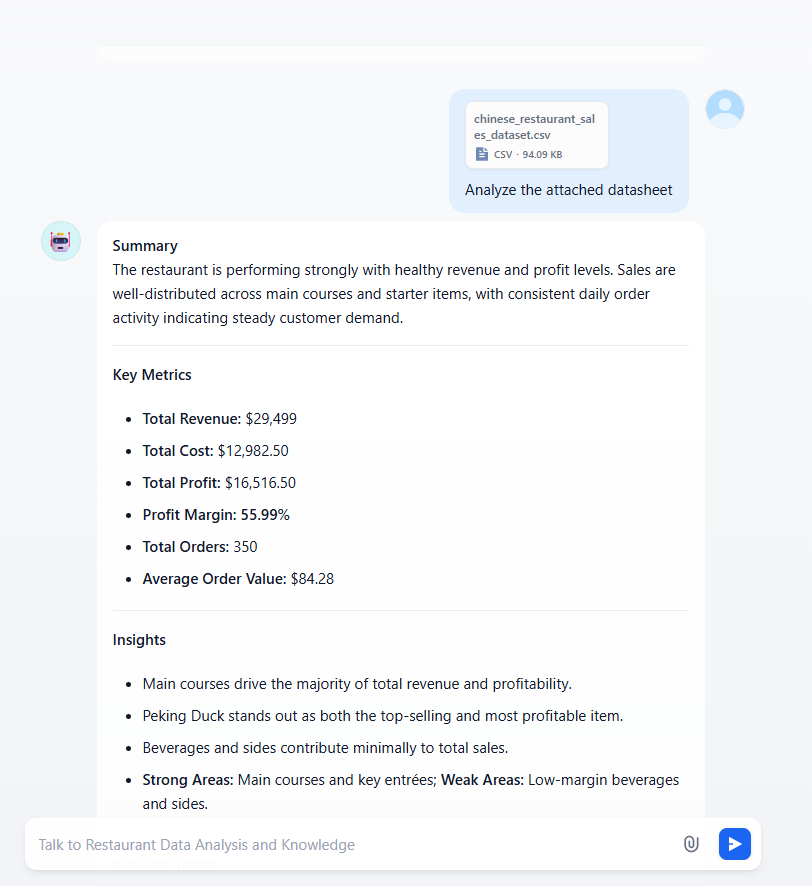 chinese_restaurant_sal
es_dataset.csv
CSV · 94.09 KB
Analyze the attached datasheet
Summary
The restaurant is performing strongly with healthy revenue and profit levels. Sales are
well-distributed across main courses and starter items, with consistent daily order
activity indicating steady customer demand.
Key Metrics
Total Revenue: $29,499
Total Cost: $12,982.50
Total Profit: $16,516.50
Profit Margin: 55.99%
Total Orders: 350
Average Order Value: $84.28
Insights
Main courses drive the majority of total revenue and profitability.
Peking Duck stands out as both the top-selling and most profitable item.
Beverages and sides contribute minimally to total sales.
Strong Areas: Main courses and key entrées; Weak Areas: Low-margin beverages
and sides.
Talk to Restaurant Data Analysis and Knowledge